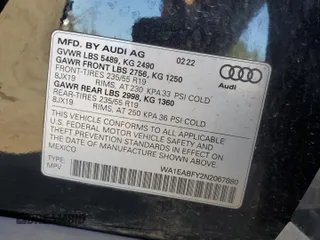 MFD. BY AUDI AG 02.22
GVWR LBS 5489, KG 2490
GAWR FRONT LBS 2756, KG 1250
FRONT-TIRES 235/55 R19
8JX19 RIMS, AT 230 KPA 33 PSI COLD
GAWR REAR LBS 2998, KG 1360
REAR-TIRES 235/55 R19
8JX19 RIMS, AT 250 KPA 36 PSI COLD
THIS VEHICLE CONFORMS TO ALL APPLICABLE
U.S. FEDERAL MOTOR VEHICLE SAFETY AND
BUMPER STANDARDS IN EFFECT ON THE DATE OF
MANUFACTURE SHOWN ABOVE.
MEXICO
MPV WA1EABFY2N2067880
Audi